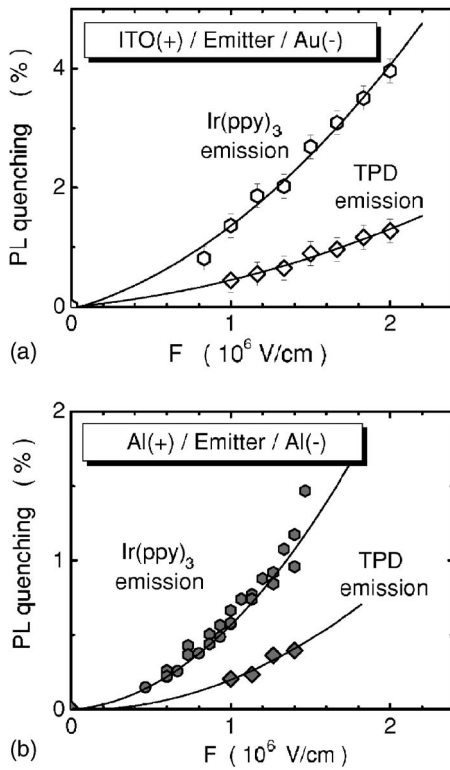 ITO(+) / Emitter / Au(-)
PL quenching ( % )
4
2
0
Ir(ppy)3
emission
TPD
emission
0 1 2
(a)
F ( 10^6 V/cm )
Al(+) / Emitter / Al(-)
PL quenching ( % )
2
1
0
Ir(ppy)3
emission
TPD
emission
0 1 2
(b)
F ( 10^6 V/cm )